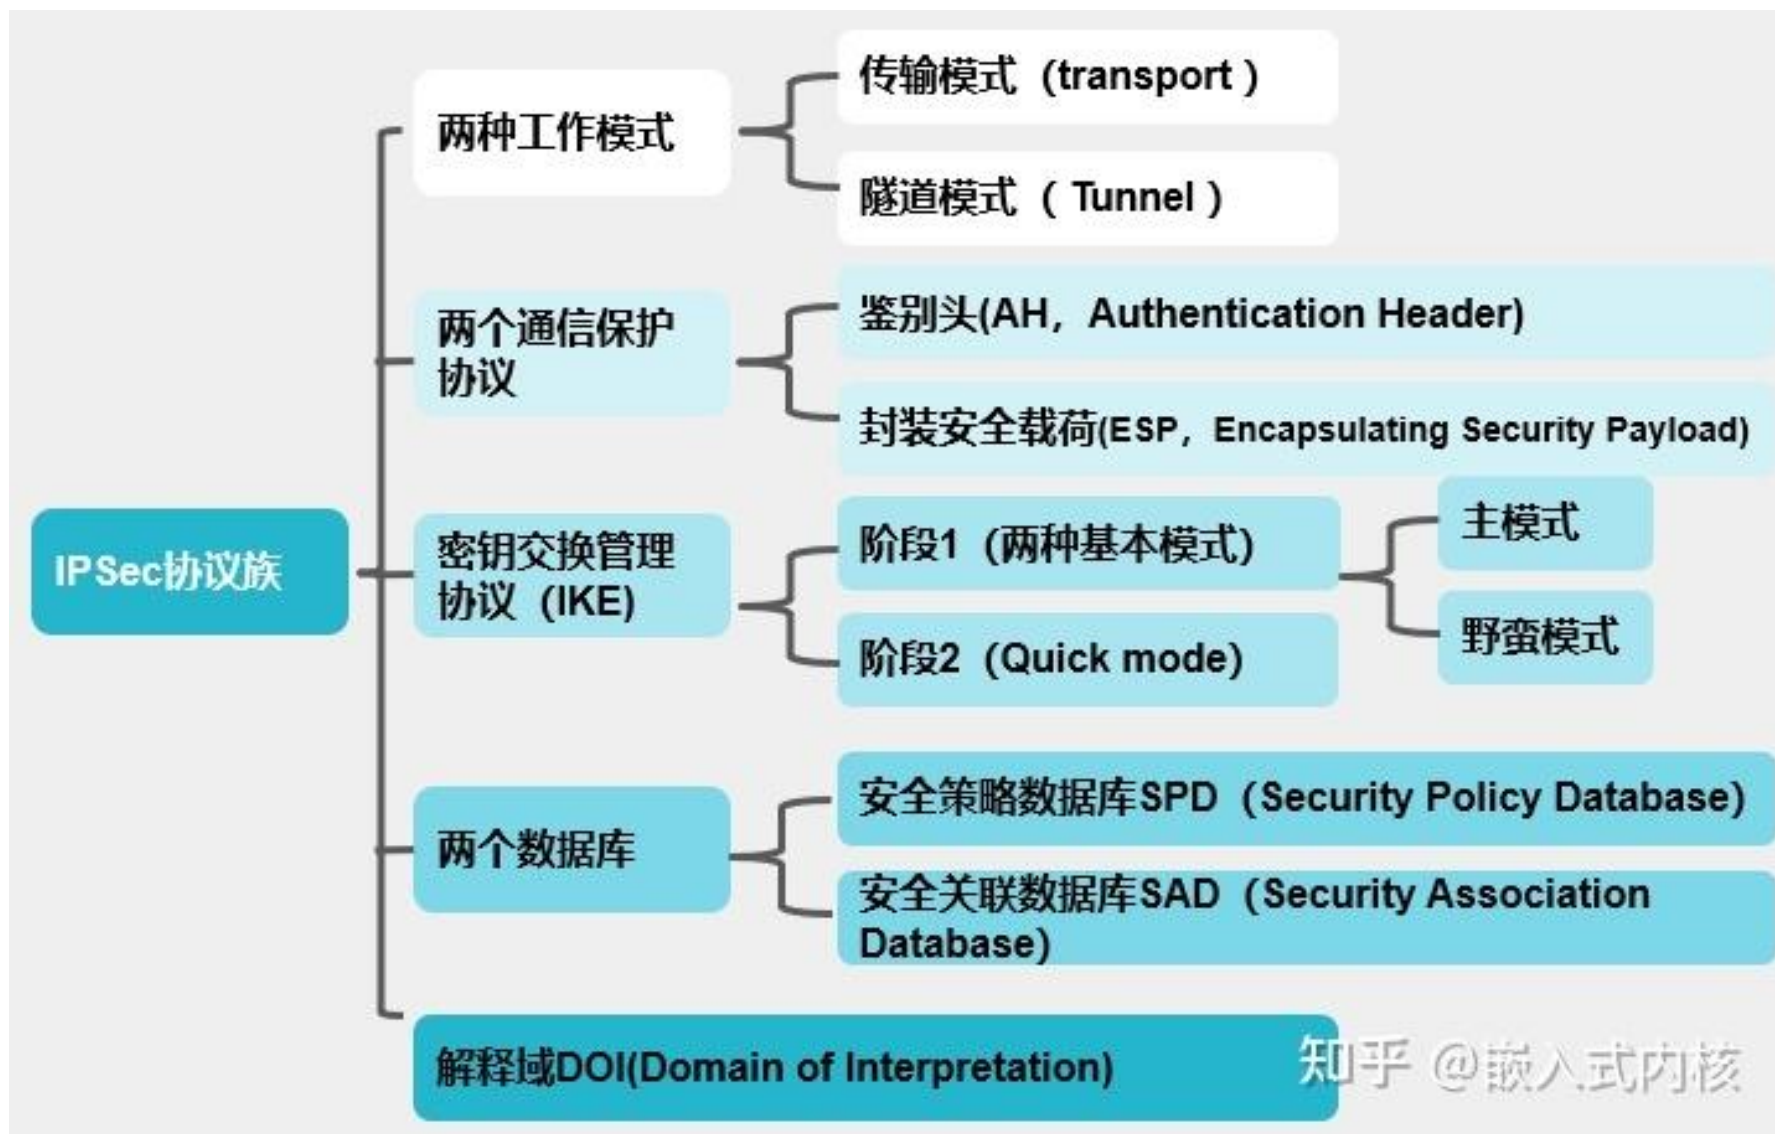 两种工作模式
传输模式（transport ）
隧道模式（ Tunnel ）
两个通信保护
协议
鉴别头(AH，Authentication Header)
封装安全载荷(ESP，Encapsulating Security Payload)
IPSec协议族
密钥交换管理
协议（IKE)
阶段1（两种基本模式）
主模式
野蛮模式
阶段2（Quick mode）
两个数据库
安全策略数据库SPD（Security Policy Database）
安全关联数据库SAD（Security Association
Database）
解释域DOI(Domain of Interpretation)
知乎 @嵌入式内核